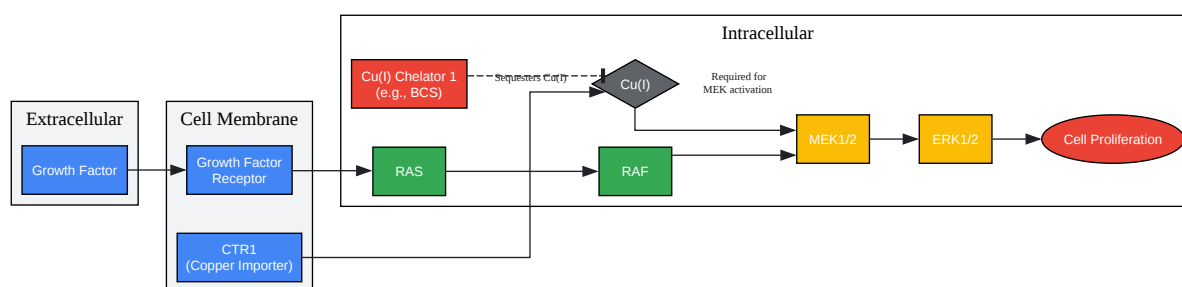 Intracellular
Cu(I) Chelator 1
(e.g., BCS)
Sequesters Cu(I)
Cu(I)
Required for
MEK activation
Extracellular
Cell Membrane
Growth Factor
Growth Factor
Receptor
RAS
RAF
MEK1/2
ERK1/2
Cell Proliferation
CTR1
(Copper Importer)